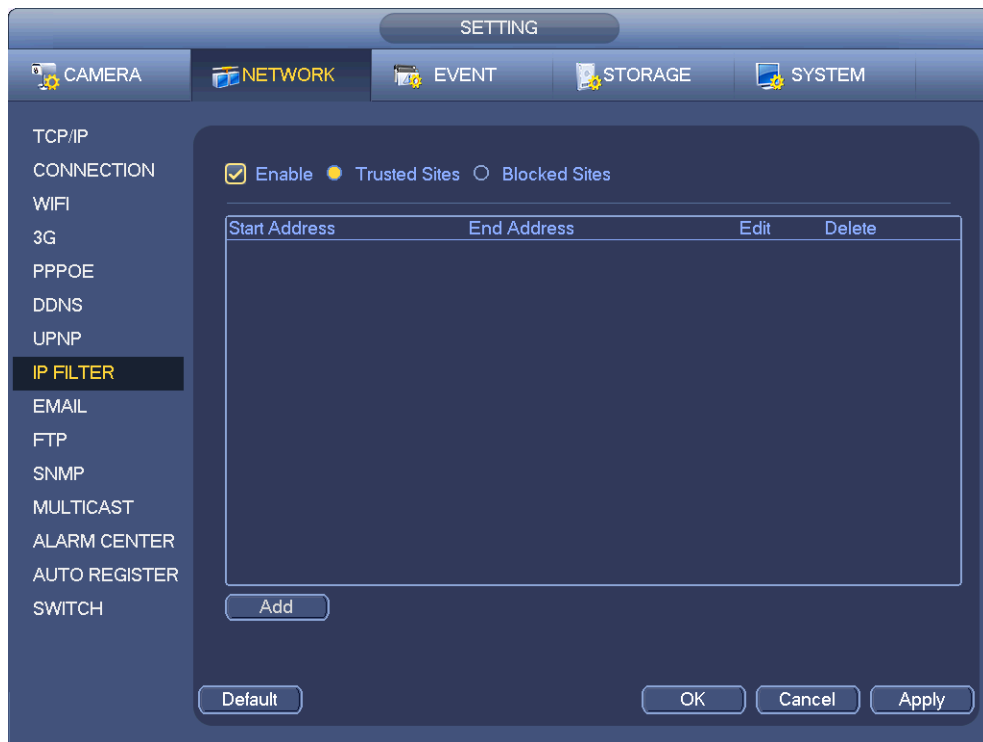 SETTING
CAMERA NETWORK EVENT STORAGE SYSTEM
TCP/IP
CONNECTION
WIFI
3G
PPPOE
DDNS
UPNP
IP FILTER
EMAIL
FTP
SNMP
MULTICAST
ALARM CENTER
AUTO REGISTER
SWITCH
Enable Trusted Sites Blocked Sites
Start Address End Address Edit Delete
Add
Default OK Cancel Apply